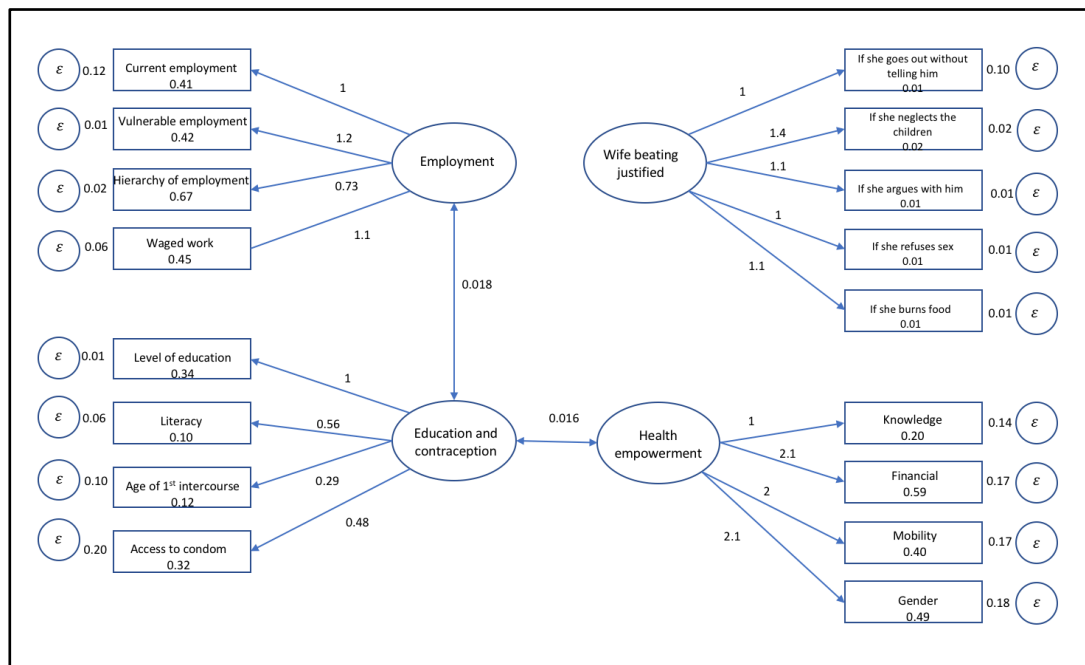 ε 0.12 Current employment
0.41
ε 0.01 Vulnerable employment
0.42
ε 0.02 Hierarchy of employment
0.67
ε 0.06 Waged work
0.45
1
1.2
0.73
1.1
Employment
0.018
ε 0.01 Level of education
0.34
ε 0.06 Literacy
0.10
ε 0.10 Age of 1st intercourse
0.12
ε 0.20 Access to condom
0.32
1
0.56
0.29
0.48
Education and
contraception
0.016
Wife beating
justified
1
1.4
1.1
1
1.1
If she goes out without
telling him
0.01
0.10 ε
If she neglects the
children
0.02
0.02 ε
If she argues with him
0.01
0.01 ε
If she refuses sex
0.01
0.01 ε
If she burns food
0.01
0.01 ε
Health
empowerment
1
2.1
2
2.1
Knowledge
0.20
0.14 ε
Financial
0.59
0.17 ε
Mobility
0.40
0.17 ε
Gender
0.49
0.18 ε